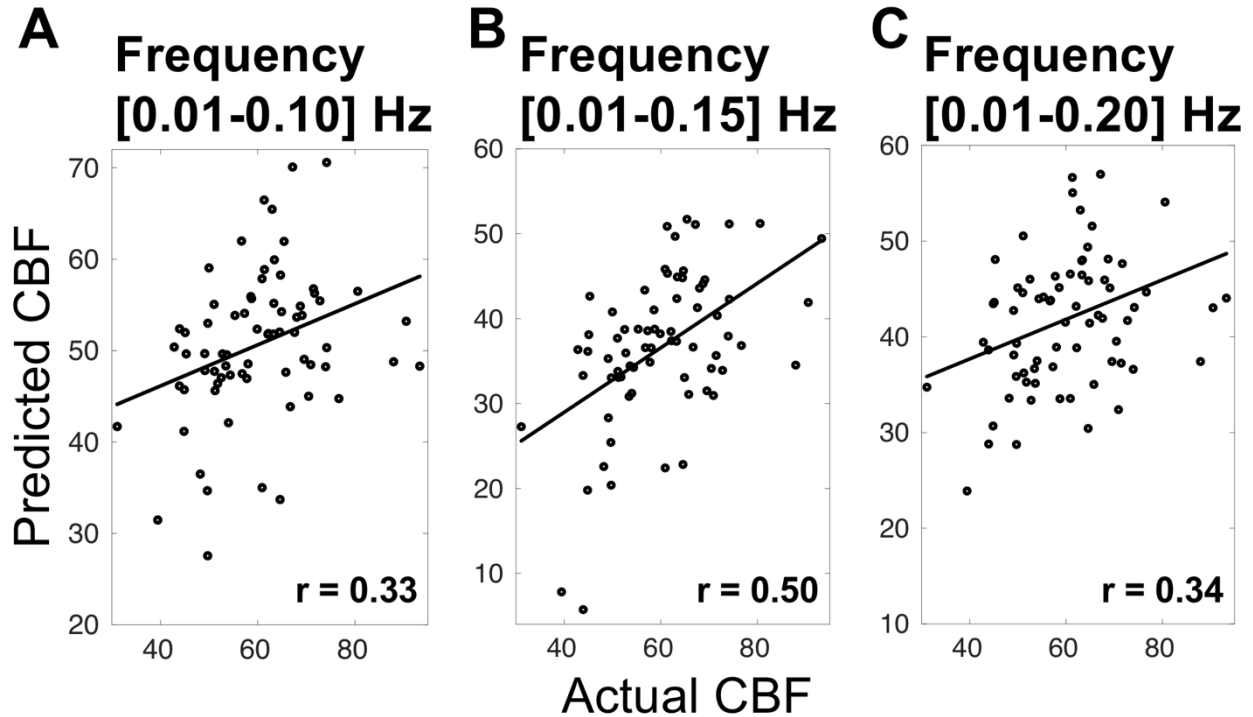 A
Frequency
[0.01-0.10] Hz
B
Frequency
[0.01-0.15] Hz
C
Frequency
[0.01-0.20] Hz
Predicted CBF
70
60
50
40
30
20
40
60
80
r = 0.33
60
50
40
30
20
10
40
60
80
r = 0.50
60
50
40
30
20
10
40
60
80
r = 0.34
Actual CBF